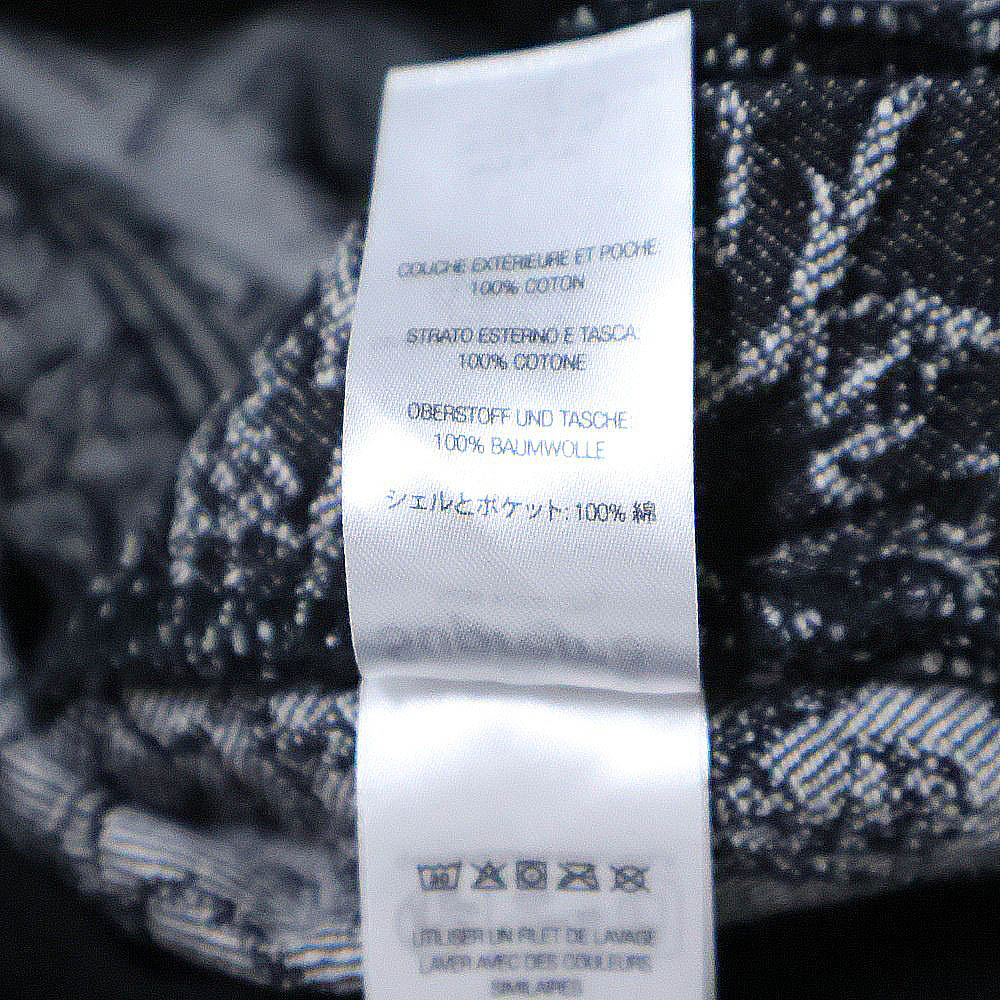 COUCHE EXTÉRIEURE ET POCHE:
100% COTON
STRATO ESTERNO E TASCA:
100% COTONE
OBERSTOFF UND TASCHE:
100% BAUMWOLLE
シェルとポケット: 100% 綿
UTILISER UN FILET DE LAVAGE
LAVER AVEC DES COULEURS
SIMILAIRES